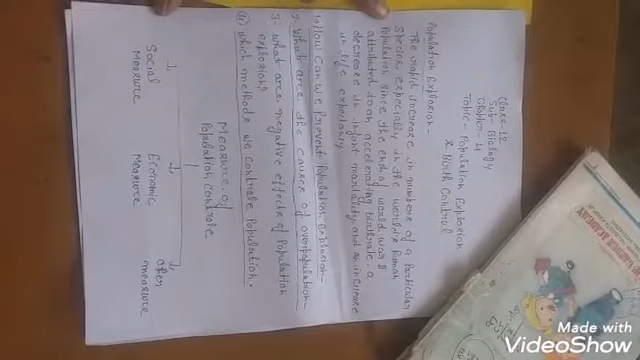 Class 12
Sub- Biology
Chapter- 4
Topic- Population Explosion
& Birth Control
Population Explosion-
The rapid increase in numbers of a particular
species, especially in the world's human
Population since the end of world war II
attributed to an accelerating birthrate, a
decrease in infant mortality and an increase
in life expectancy
1. How can we prevent Population Explosion-
2- What are the causes of overpopulation-
3- what are negative effects of Population
explosion?
(4) which methods we controle Population.
Measure of
Population controle
Social
Measure
Economic
Measure
other
measure
Made with
VideoShow